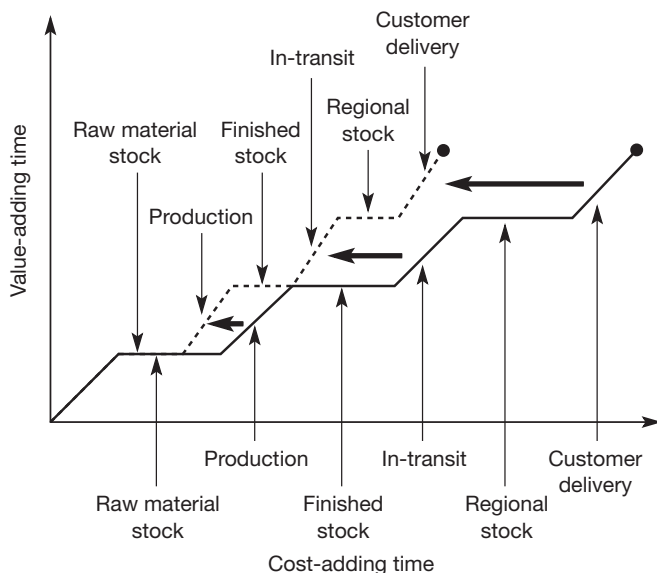 Customer
delivery
In-transit
Regional
stock
Raw material
stock
Finished
stock
Production
Value-adding time
Production
In-transit
Customer
delivery
Raw material
stock
Finished
stock
Regional
stock
Cost-adding time